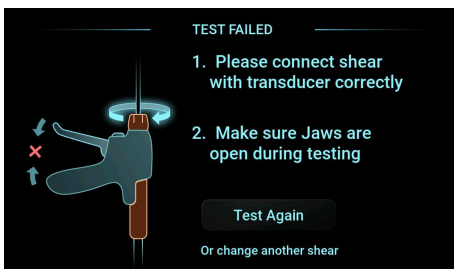 TEST FAILED
1. Please connect shear
with transducer correctly
2. Make sure Jaws are
open during testing
Test Again
Or change another shear